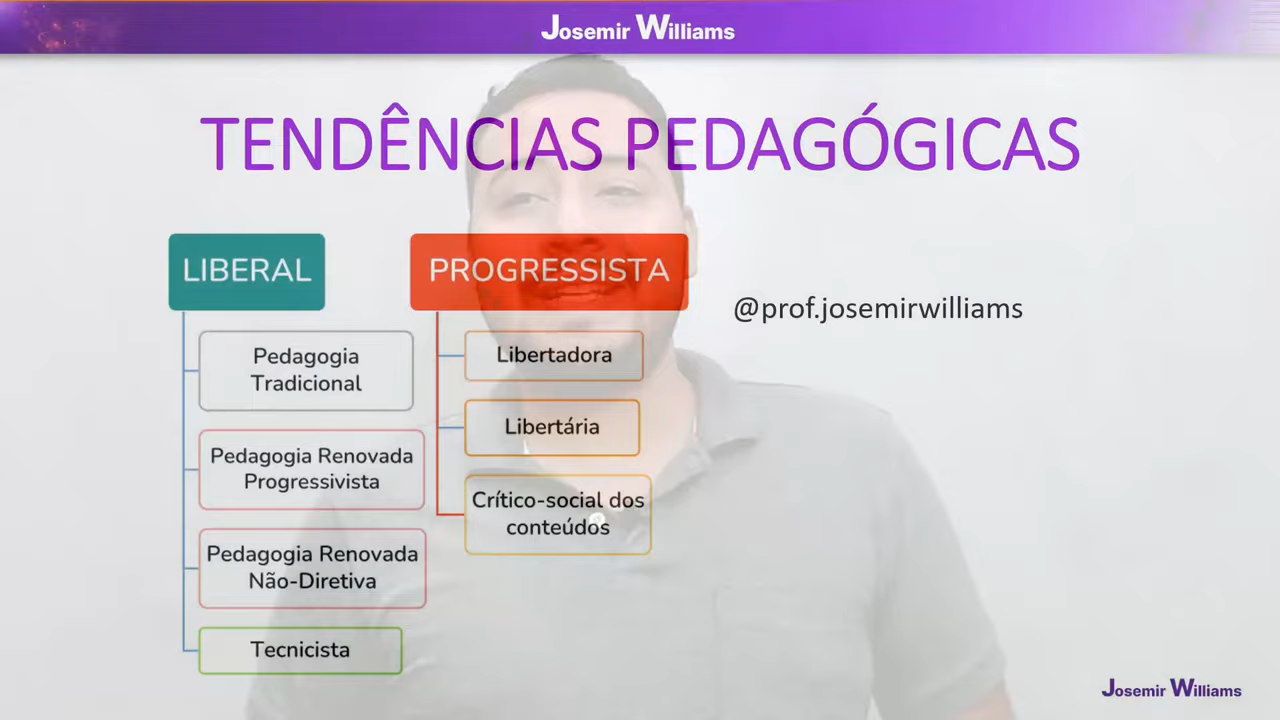 Josemir Williams
TENDÊNCIAS PEDAGÓGICAS
LIBERAL
Pedagogia
Tradicional
Pedagogia Renovada
Progressivista
Pedagogia Renovada
Não-Diretiva
Tecnicista
PROGRESSISTA
Libertadora
Libertária
Crítico-social dos
conteúdos
@prof.josemirwilliams
Josemir Williams